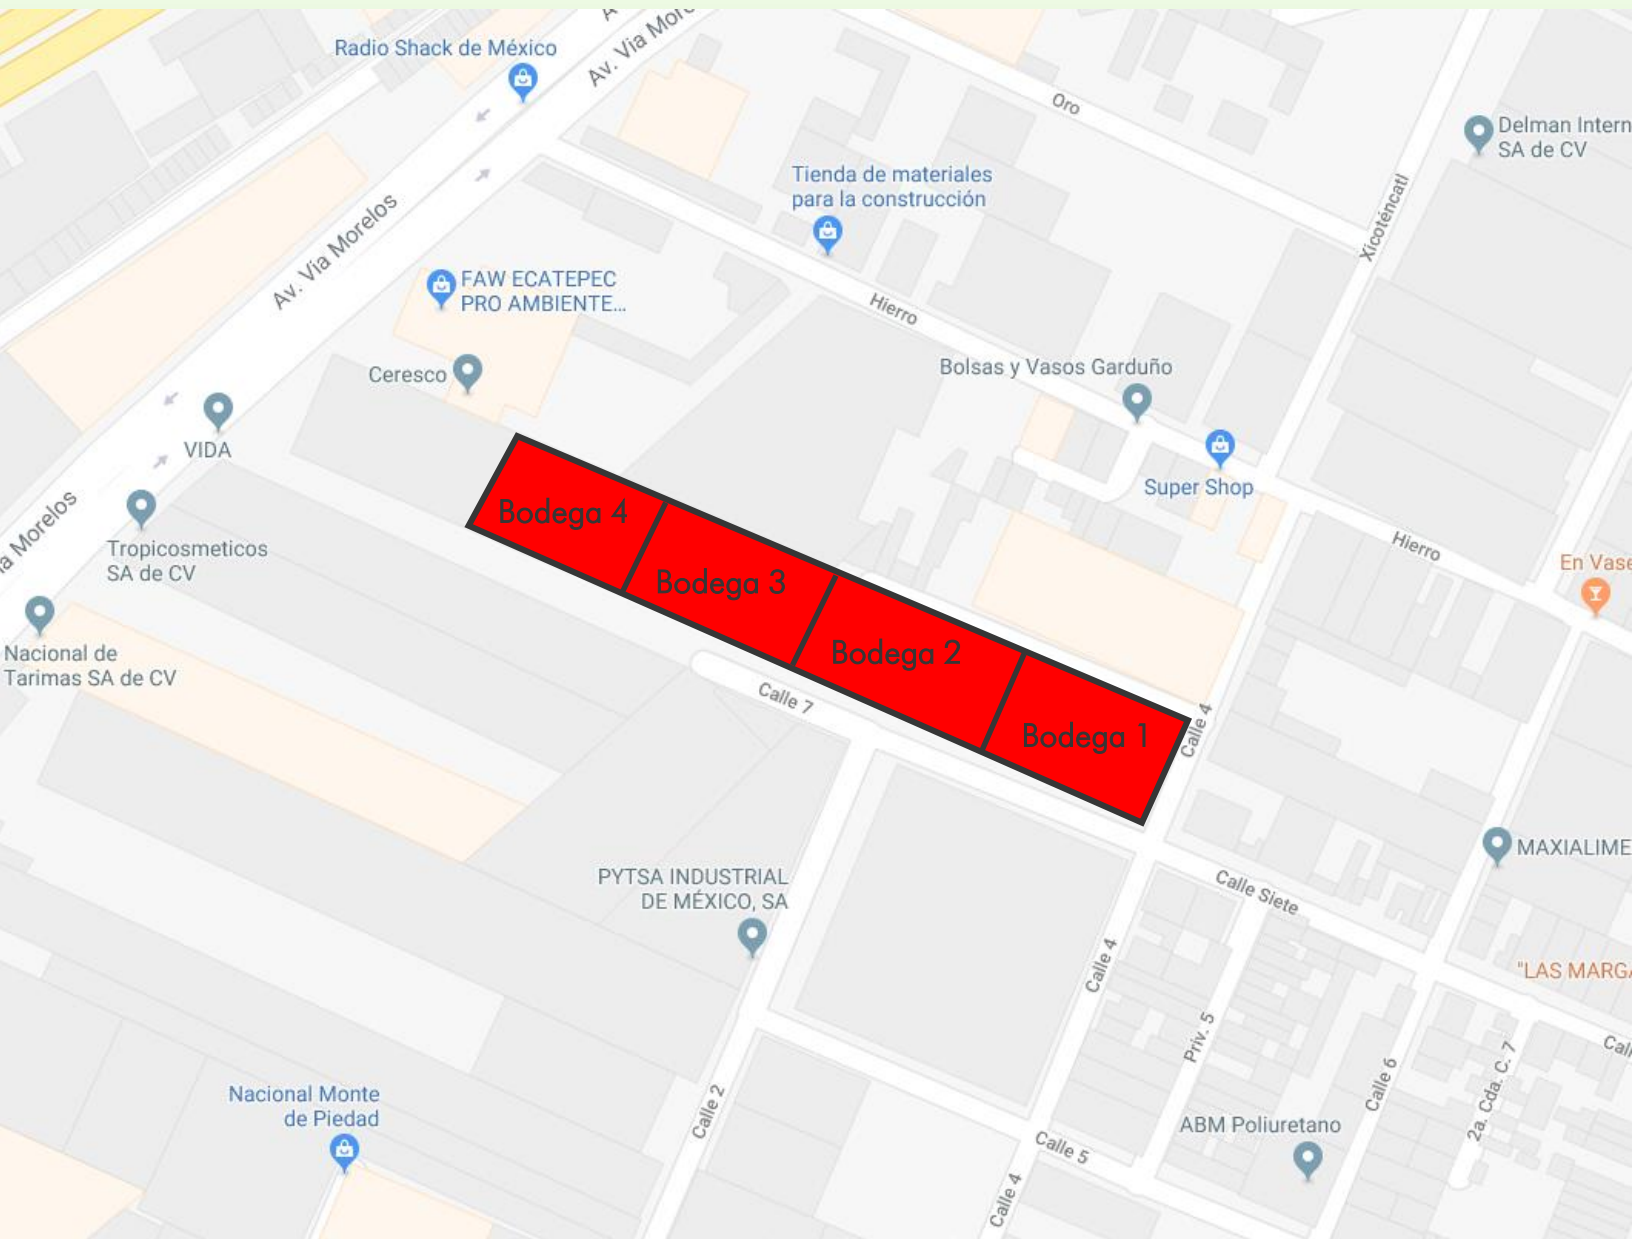 Av. Via Morelos
Radio Shack de México
Oro
Delman Intern
SA de CV
Tienda de materiales
para la construcción
Xicoténcatl
Av. Via Morelos
FAW ECATEPEC
PRO AMBIENTE...
Hierro
Ceresco
Bolsas y Vasos Garduño
VIDA
Super Shop
Bodega 4
Morelos
Tropicosmeticos
SA de CV
Hierro
En Vase
Bodega 3
Nacional de
Tarimas SA de CV
Bodega 2
Calle 7
Calle 4
Bodega 1
MAXIALIME
PYTSA INDUSTRIAL
DE MÉXICO, SA
Calle Siete
Calle 4
"LAS MARGA
Priv. 5
Call
Calle 6
2a. Cda. C. 7
Nacional Monte
de Piedad
Calle 2
ABM Poliuretano
Calle 5
Calle 4